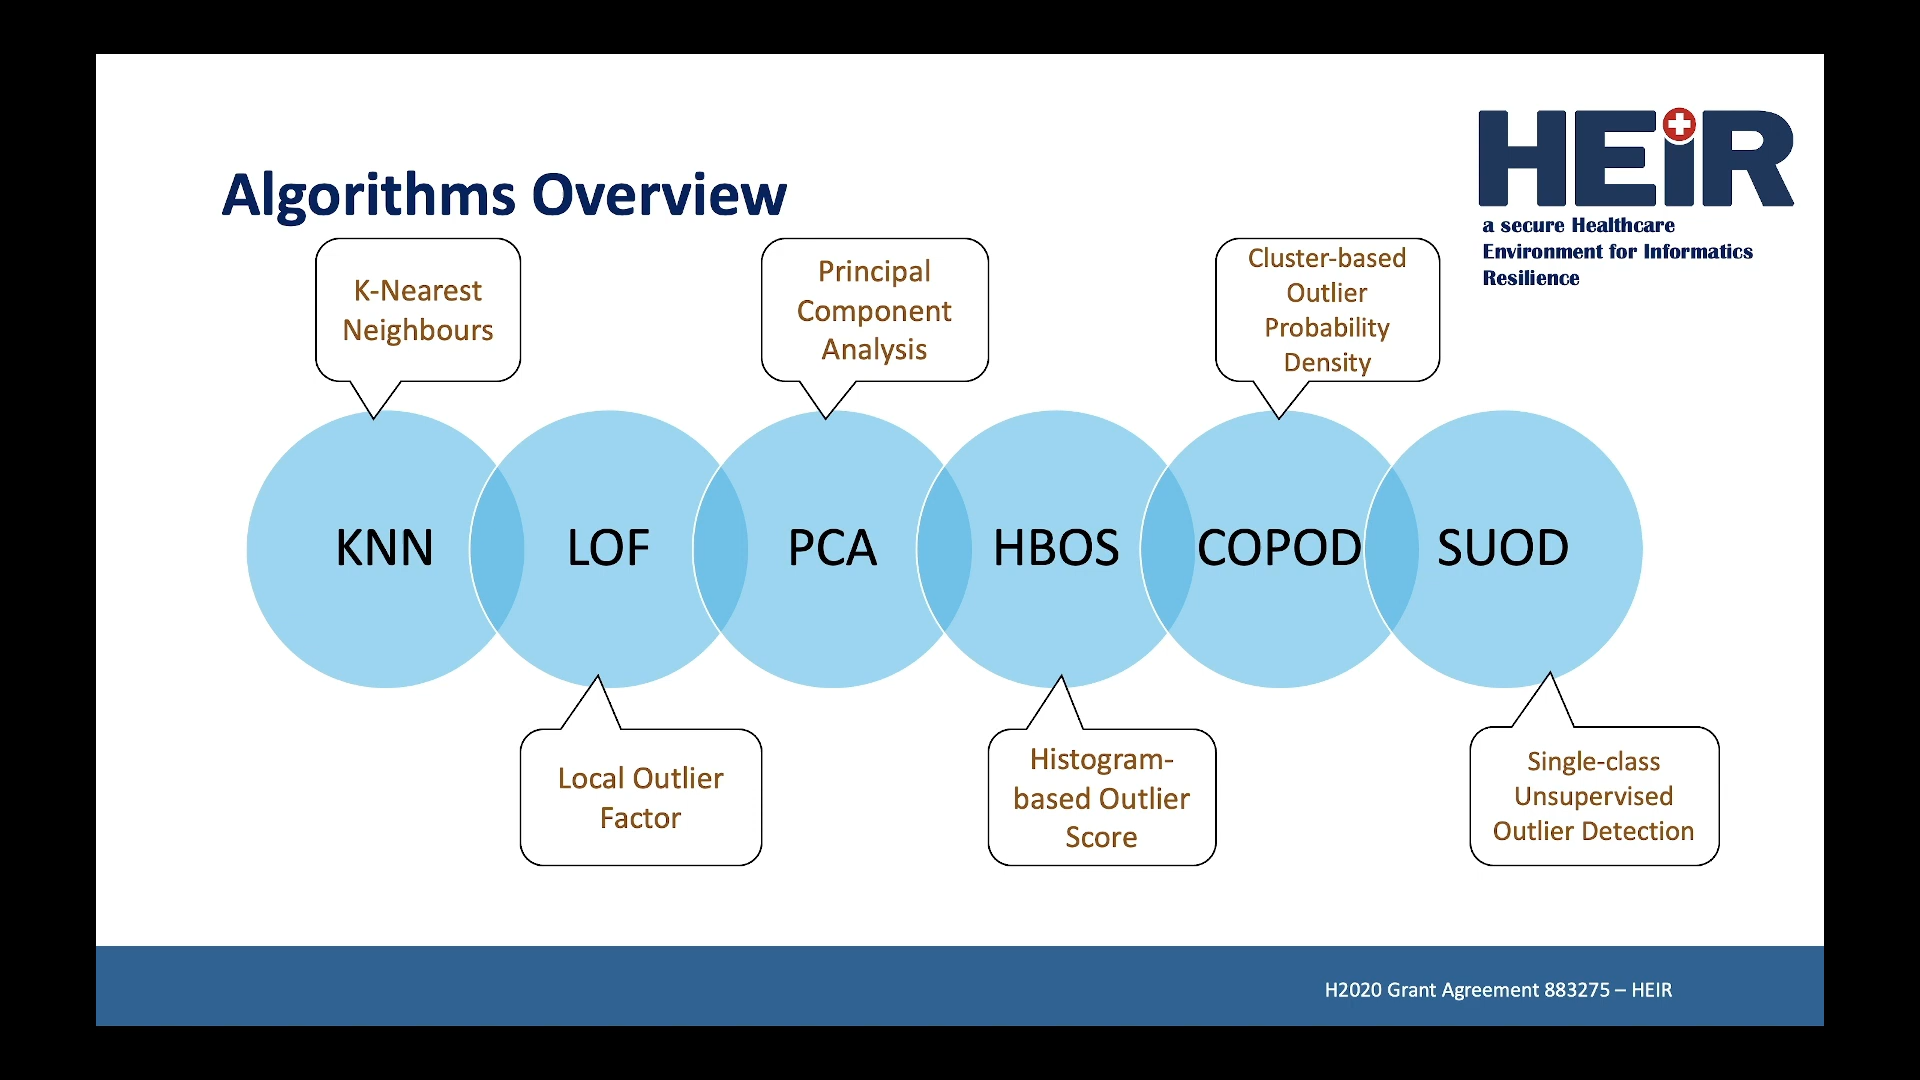 HEiR
a secure Healthcare
Environment for Informatics
Resilience
Algorithms Overview
K-Nearest
Neighbours
Principal
Component
Analysis
Cluster-based
Outlier
Probability
Density
KNN
LOF
PCA
HBOS
COPOD
SUOD
Local Outlier
Factor
Histogram-
based Outlier
Score
Single-class
Unsupervised
Outlier Detection
H2020 Grant Agreement 883275 – HEIR